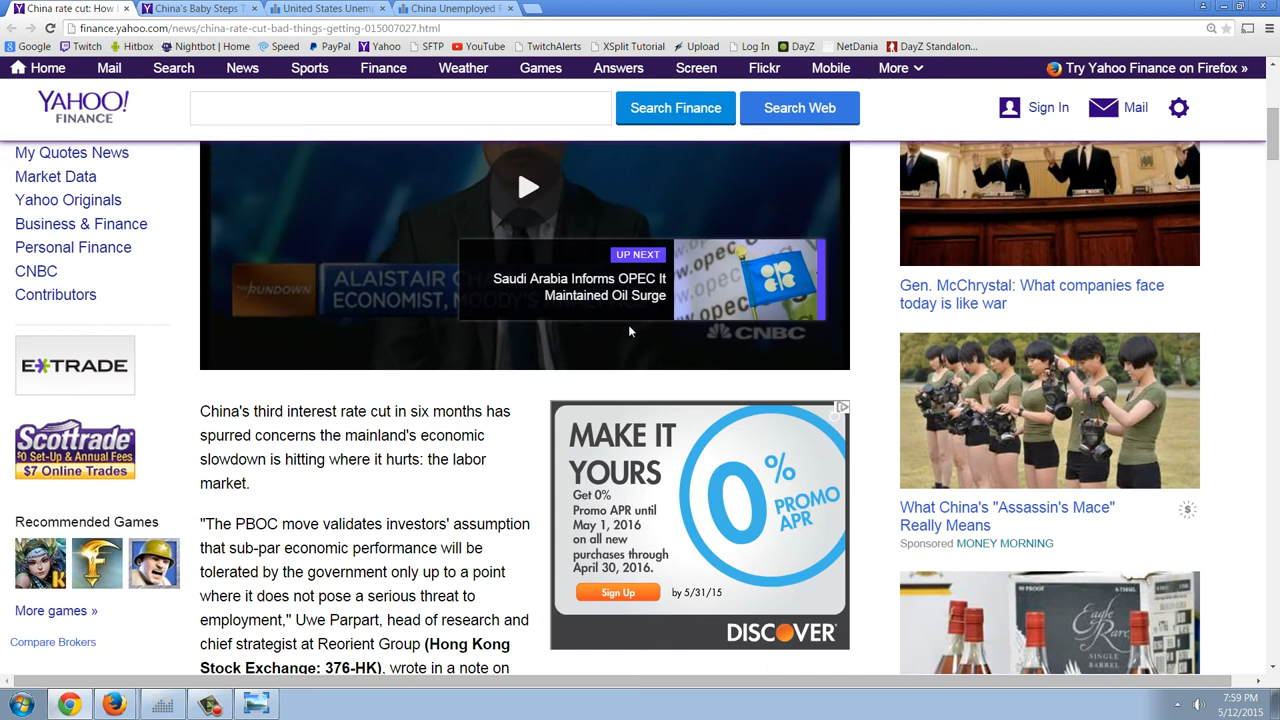 China rate cut: How
China's Baby Steps T
United States Unemp
China Unemployed
finance.yahoo.com/news/china-rate-cut-bad-things-getting-015007027.html
Google
Twitch
Hitbox
Nightbot | Home
Speed
PayPal
Yahoo
SFTP
YouTube
TwitchAlerts
XSplit Tutorial
Upload
Log In
DayZ
NetDania
DayZ Standalon...
Home
Mail
Search
News
Sports
Finance
Weather
Games
Answers
Screen
Flickr
Mobile
More
Try Yahoo Finance on Firefox »
YAHOO!
FINANCE
Search Finance
Search Web
Sign In
Mail
My Quotes News
Market Data
Yahoo Originals
Business & Finance
Personal Finance
CNBC
Contributors
E*TRADE
Scottrade
$0 Set-Up & Annual Fees
$7 Online Trades
Recommended Games
More games »
Compare Brokers
THE RUNDOWN
ALAISTAIR
ECONOMIST, MOODY'S
UP NEXT
Saudi Arabia Informs OPEC It
Maintained Oil Surge
CNBC
China's third interest rate cut in six months has
spurred concerns the mainland's economic
slowdown is hitting where it hurts: the labor
market.
"The PBOC move validates investors' assumption
that sub-par economic performance will be
tolerated by the government only up to a point
where it does not pose a serious threat to
employment," Uwe Parpart, head of research and
chief strategist at Reorient Group (Hong Kong
Stock Exchange: 376-HK), wrote in a note on
MAKE IT
YOURS
Get 0%
Promo APR until
May 1, 2016
on all new
purchases through
April 30, 2016.
0%
PROMO
APR
Sign Up
by 5/31/15
DISCOVER
Gen. McChrystal: What companies face
today is like war
What China's "Assassin's Mace"
Really Means
Sponsored MONEY MORNING
Eagle
Rare
SINGLE
BARREL
7:59 PM
5/12/2015